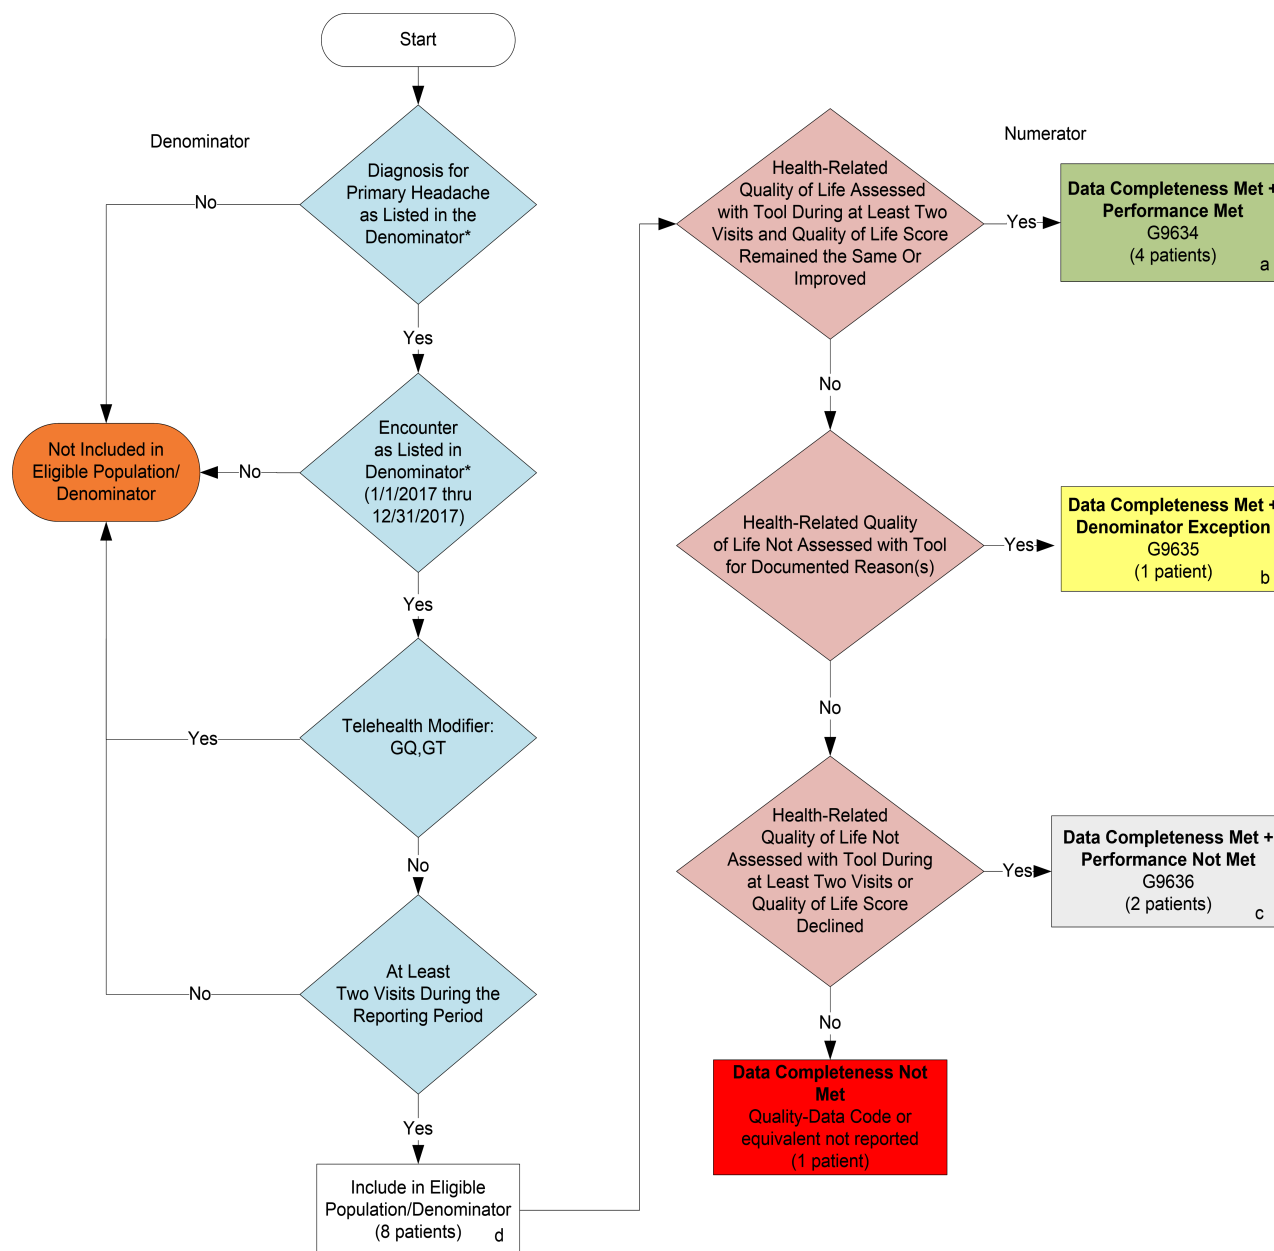 Start
Denominator
Diagnosis for
Primary Headache
as Listed in the
Denominator*
No
Yes
Not Included in
Eligible Population/
Denominator
No
Encounter
as Listed in
Denominator*
(1/1/2017 thru
12/31/2017)
Yes
Telehealth Modifier:
GQ,GT
Yes
No
At Least
Two Visits During the
Reporting Period
No
Yes
Include in Eligible
Population/Denominator
(8 patients)
d
Numerator
Health-Related
Quality of Life Assessed
with Tool During at Least Two
Visits and Quality of Life Score
Remained the Same Or
Improved
Yes
Data Completeness Met +
Performance Met
G9634
(4 patients)
a
No
Health-Related Quality
of Life Not Assessed with Tool
for Documented Reason(s)
Yes
Data Completeness Met +
Denominator Exception
G9635
(1 patient)
b
No
Health-Related
Quality of Life Not
Assessed with Tool During
at Least Two Visits or
Quality of Life Score
Declined
Yes
Data Completeness Met +
Performance Not Met
G9636
(2 patients)
c
No
Data Completeness Not
Met
Quality-Data Code or
equivalent not reported
(1 patient)